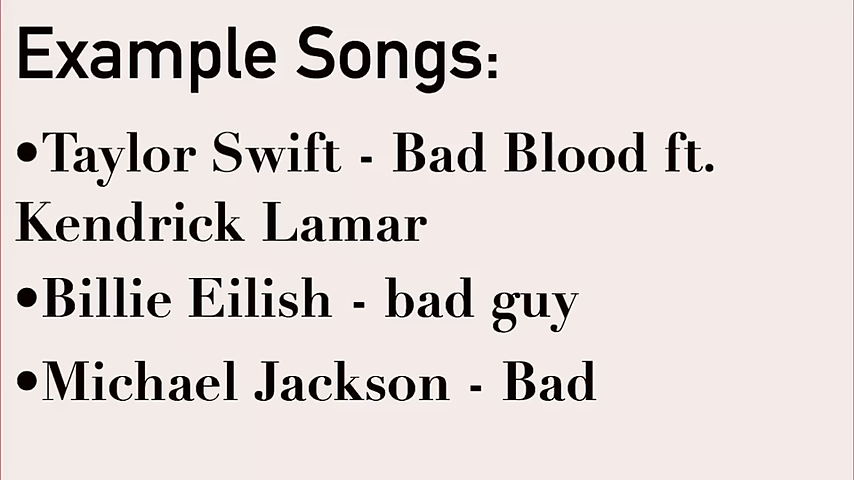 Example Songs:
•Taylor Swift - Bad Blood ft.
Kendrick Lamar
•Billie Eilish - bad guy
•Michael Jackson - Bad